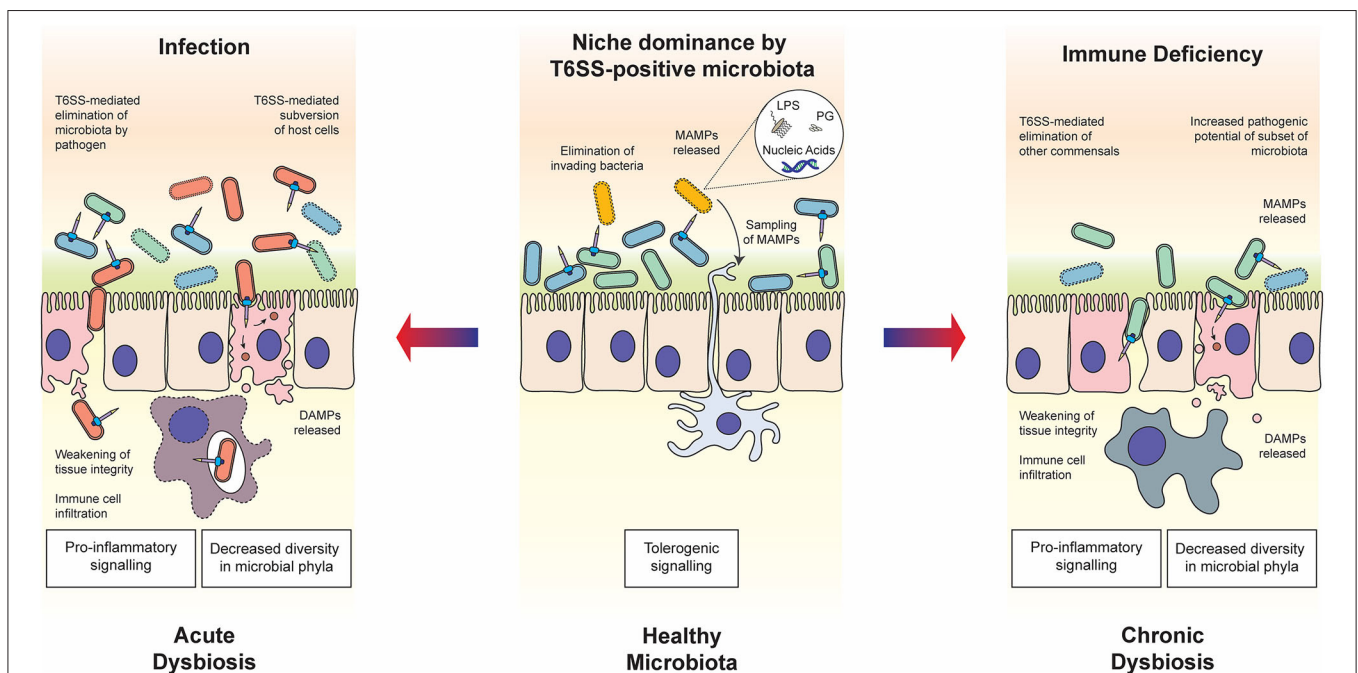 Infection
T6SS-mediated
elimination of
microbiota by
pathogen
T6SS-mediated
subversion
of host cells
DAMPs
released
Weakening of
tissue integrity
Immune cell
infiltration
Pro-inflammatory
signalling
Decreased diversity
in microbial phyla
Acute
Dysbiosis
Niche dominance by
T6SS-positive microbiota
LPS
PG
Nucleic Acids
MAMPs
released
Elimination of
invading bacteria
Sampling
of MAMPs
Tolerogenic
signalling
Healthy
Microbiota
Immune Deficiency
T6SS-mediated
elimination of
other commensals
Increased pathogenic
potential of subset of
microbiota
MAMPs
released
Weakening of
tissue integrity
Immune cell
infiltration
DAMPs
released
Pro-inflammatory
signalling
Decreased diversity
in microbial phyla
Chronic
Dysbiosis